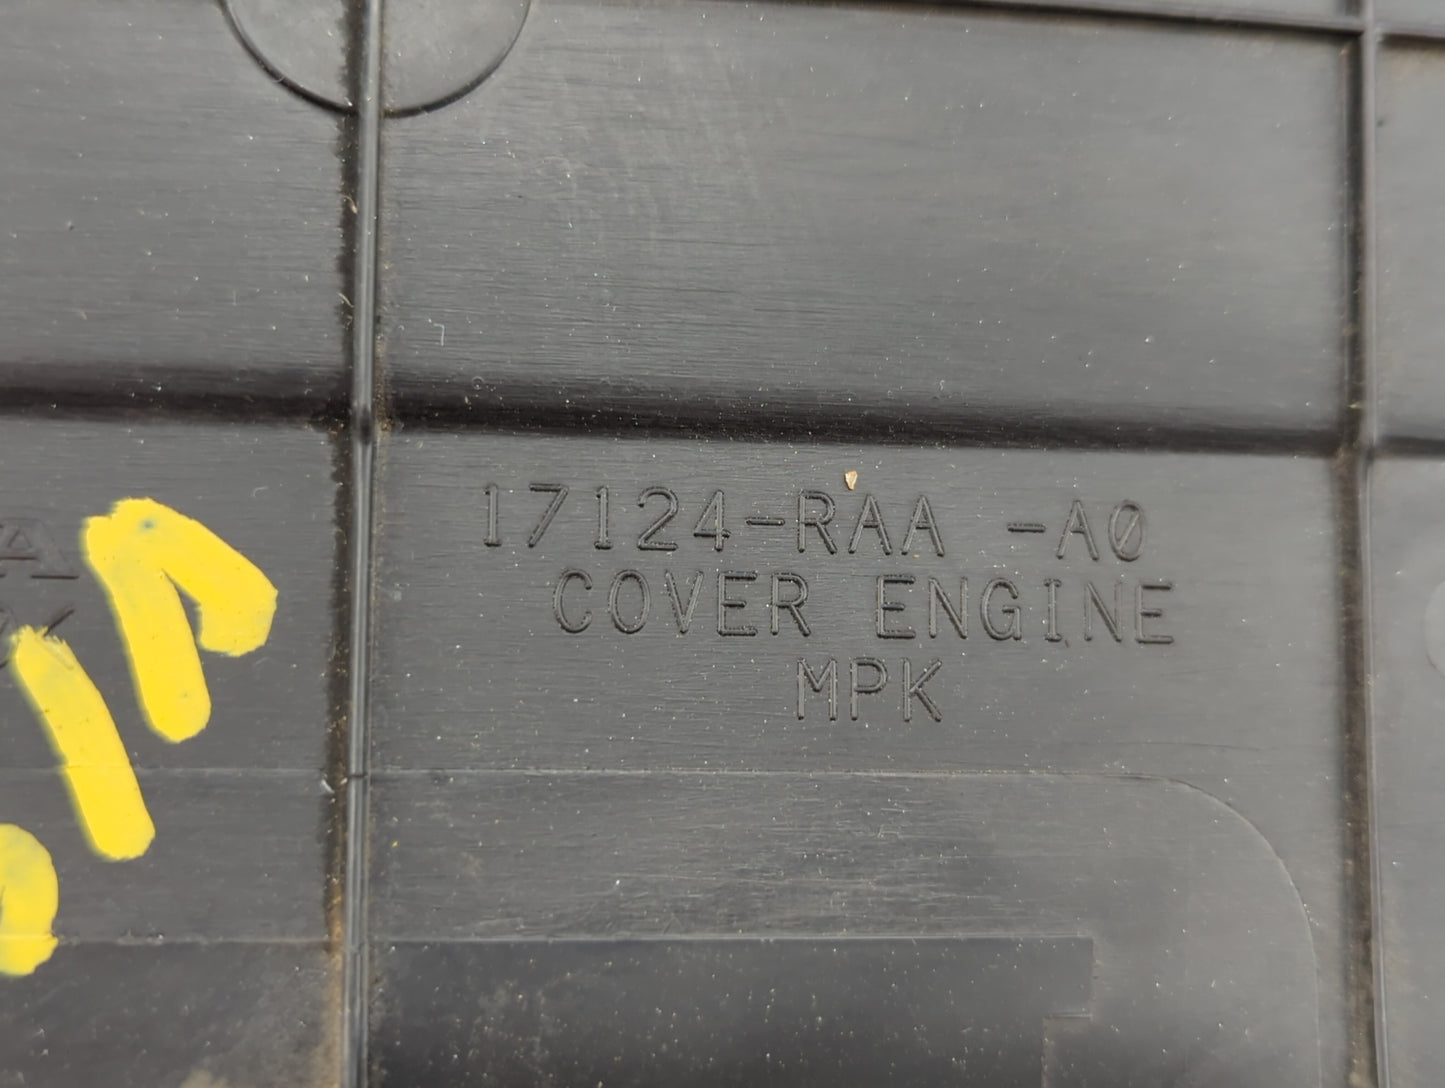 17124-RAA -A0
COVER ENGINE
MPK